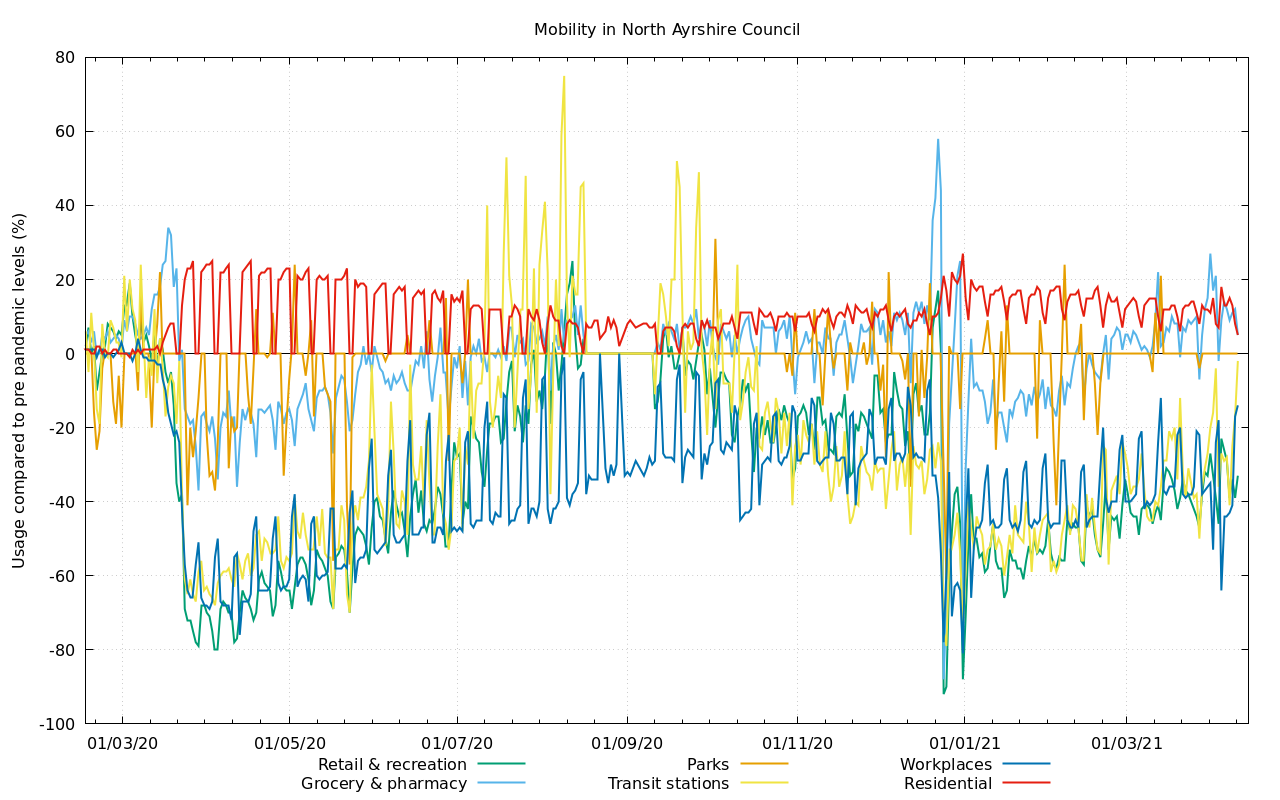 Mobility in North Ayrshire Council
Usage compared to pre pandemic levels (%)
80
60
40
20
0
-20
-40
-60
-80
-100
01/03/20 01/05/20 01/07/20 01/09/20 01/11/20 01/01/21 01/03/21
Retail & recreation Parks Workplaces
Grocery & pharmacy Transit stations Residential